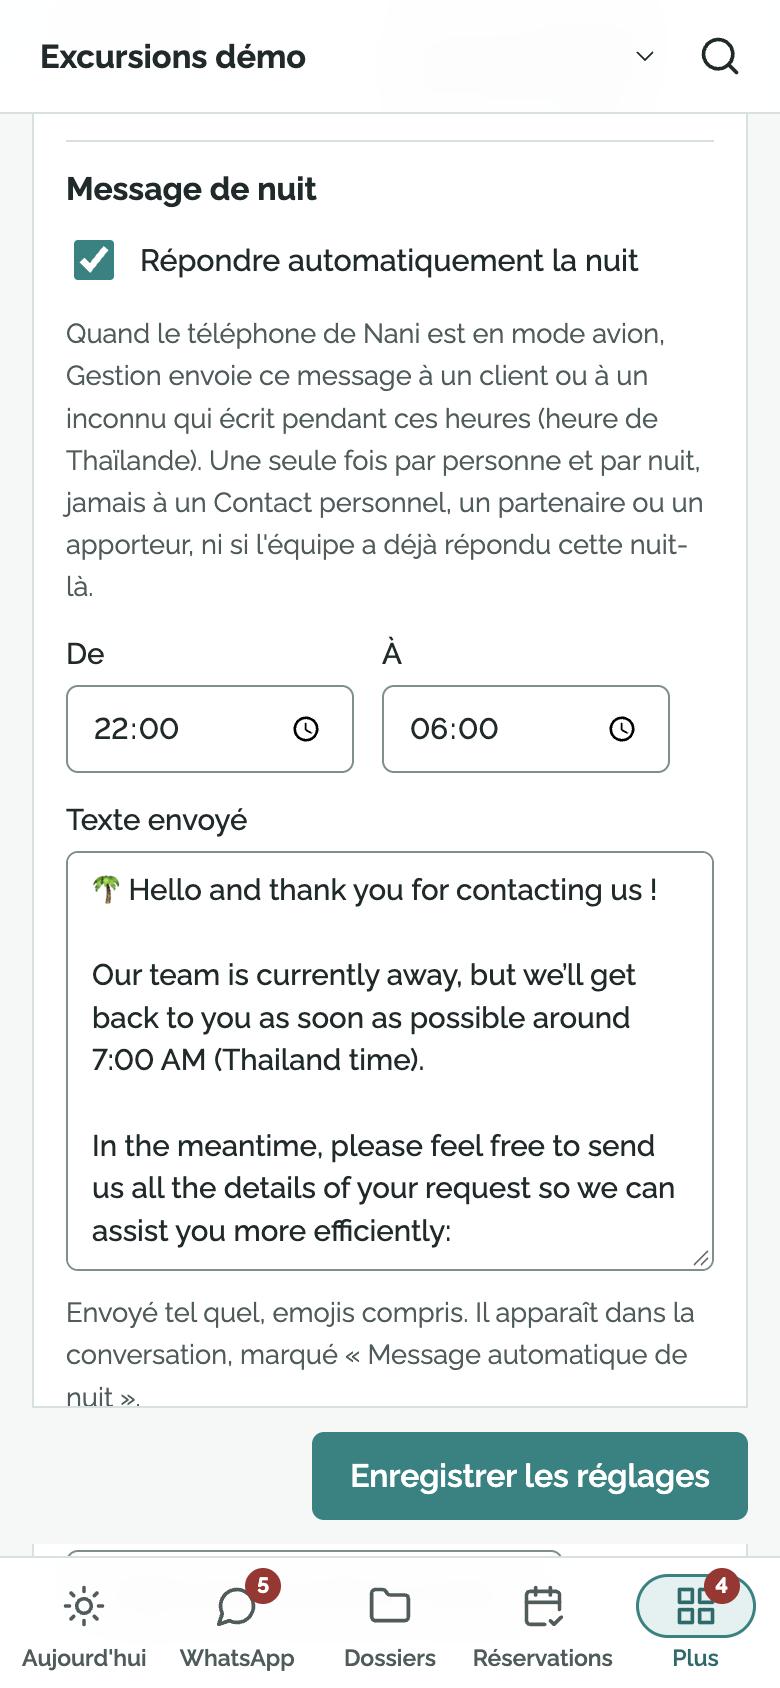 Excursions démo
Message de nuit
Répondre automatiquement la nuit
Quand le téléphone de Nani est en mode avion,
Gestion envoie ce message à un client ou à un
inconnu qui écrit pendant ces heures (heure de
Thaïlande). Une seule fois par personne et par nuit,
jamais à un Contact personnel, un partenaire ou un
apporteur, ni si l'équipe a déjà répondu cette nuit-
là.
De À
22:00 06:00
Texte envoyé
🌴 Hello and thank you for contacting us !
Our team is currently away, but we’ll get
back to you as soon as possible around
7:00 AM (Thailand time).
In the meantime, please feel free to send
us all the details of your request so we can
assist you more efficiently:
Envoyé tel quel, emojis compris. Il apparaît dans la
conversation, marqué « Message automatique de
nuit ».
Enregistrer les réglages
5 4
Aujourd'hui WhatsApp Dossiers Réservations Plus